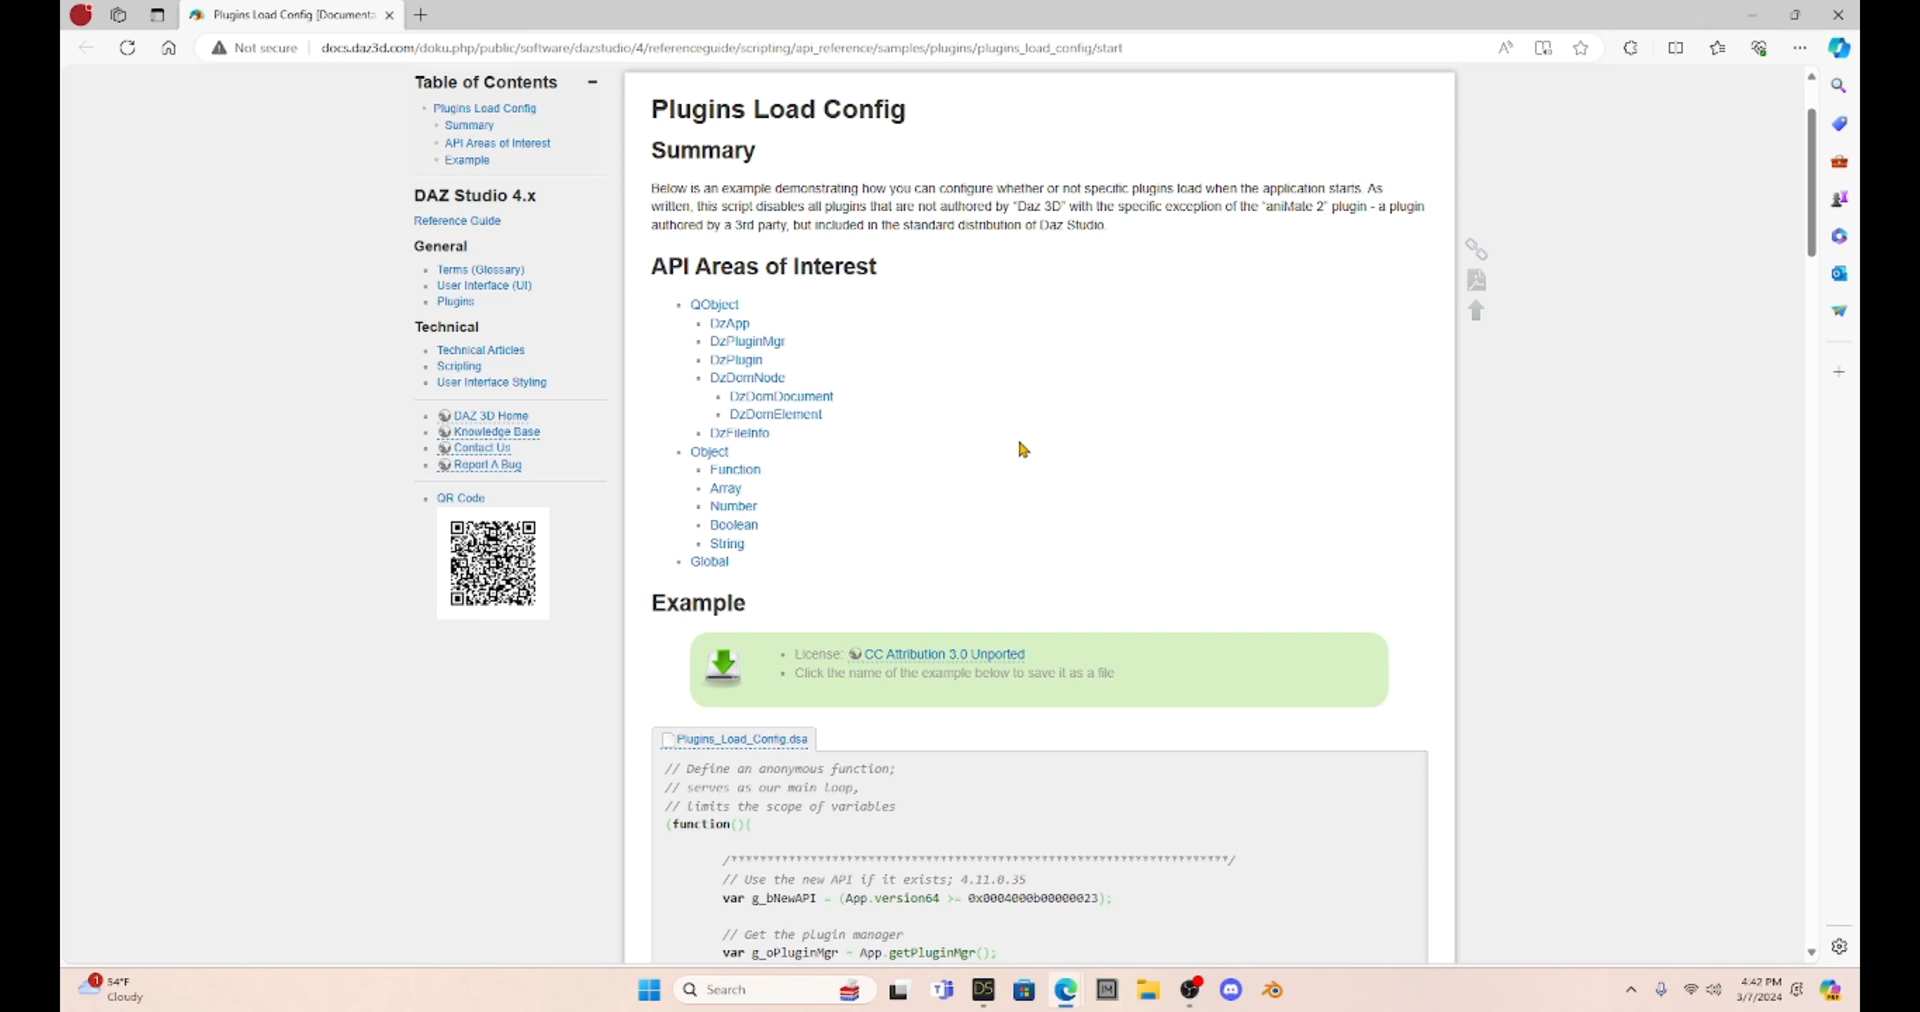 Plugins Load Config [Documenta
Not secure
docs.daz3d.com/doku.php/public/software/dazstudio/4/referenceguide/scripting/api_reference/samples/plugins/plugins_load_config/start
Table of Contents
Plugins Load Config
Summary
API Areas of Interest
Example
DAZ Studio 4.x
Reference Guide
General
Terms (Glossary)
User Interface (UI)
Plugins
Technical
Technical Articles
Scripting
User Interface Styling
DAZ 3D Home
Knowledge Base
Contact Us
Report A Bug
QR Code
Plugins Load Config
Summary
Below is an example demonstrating how you can configure whether or not specific plugins load when the application starts. As
written, this script disables all plugins that are not authored by "Daz 3D" with the specific exception of the "aniMate 2" plugin - a plugin
authored by a 3rd party, but included in the standard distribution of Daz Studio.
API Areas of Interest
QObject
DzApp
DzPluginMgr
DzPlugin
DzDomNode
DzDomDocument
DzDomElement
DzFileInfo
Object
Function
Array
Number
Boolean
String
Global
Example
License: CC Attribution 3.0 Unported
Click the name of the example below to save it as a file
Plugins_Load_Config.dsa
// Define an anonymous function;
// serves as our main loop,
// limits the scope of variables
(function(){
/*********************************************************************/
// Use the new API if it exists; 4.11.0.35
var g_bNewAPI = (App.version64 >= 0x0004000b00000023);
// Get the plugin manager
var g_oPluginMgr = App.getPluginMgr();
1
54°F
Cloudy
Search
DS
IM
4:42 PM
3/7/2024